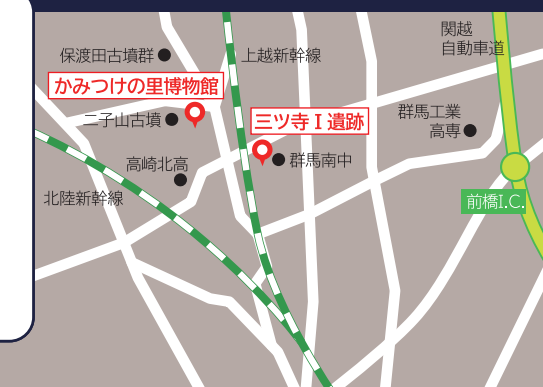 関越
自動車道
保渡田古墳群
上越新幹線
かみつけの里博物館
二子山古墳
三ツ寺Ⅰ遺跡
群馬工業
高専
高崎北高
群馬南中
北陸新幹線
前橋I.C.